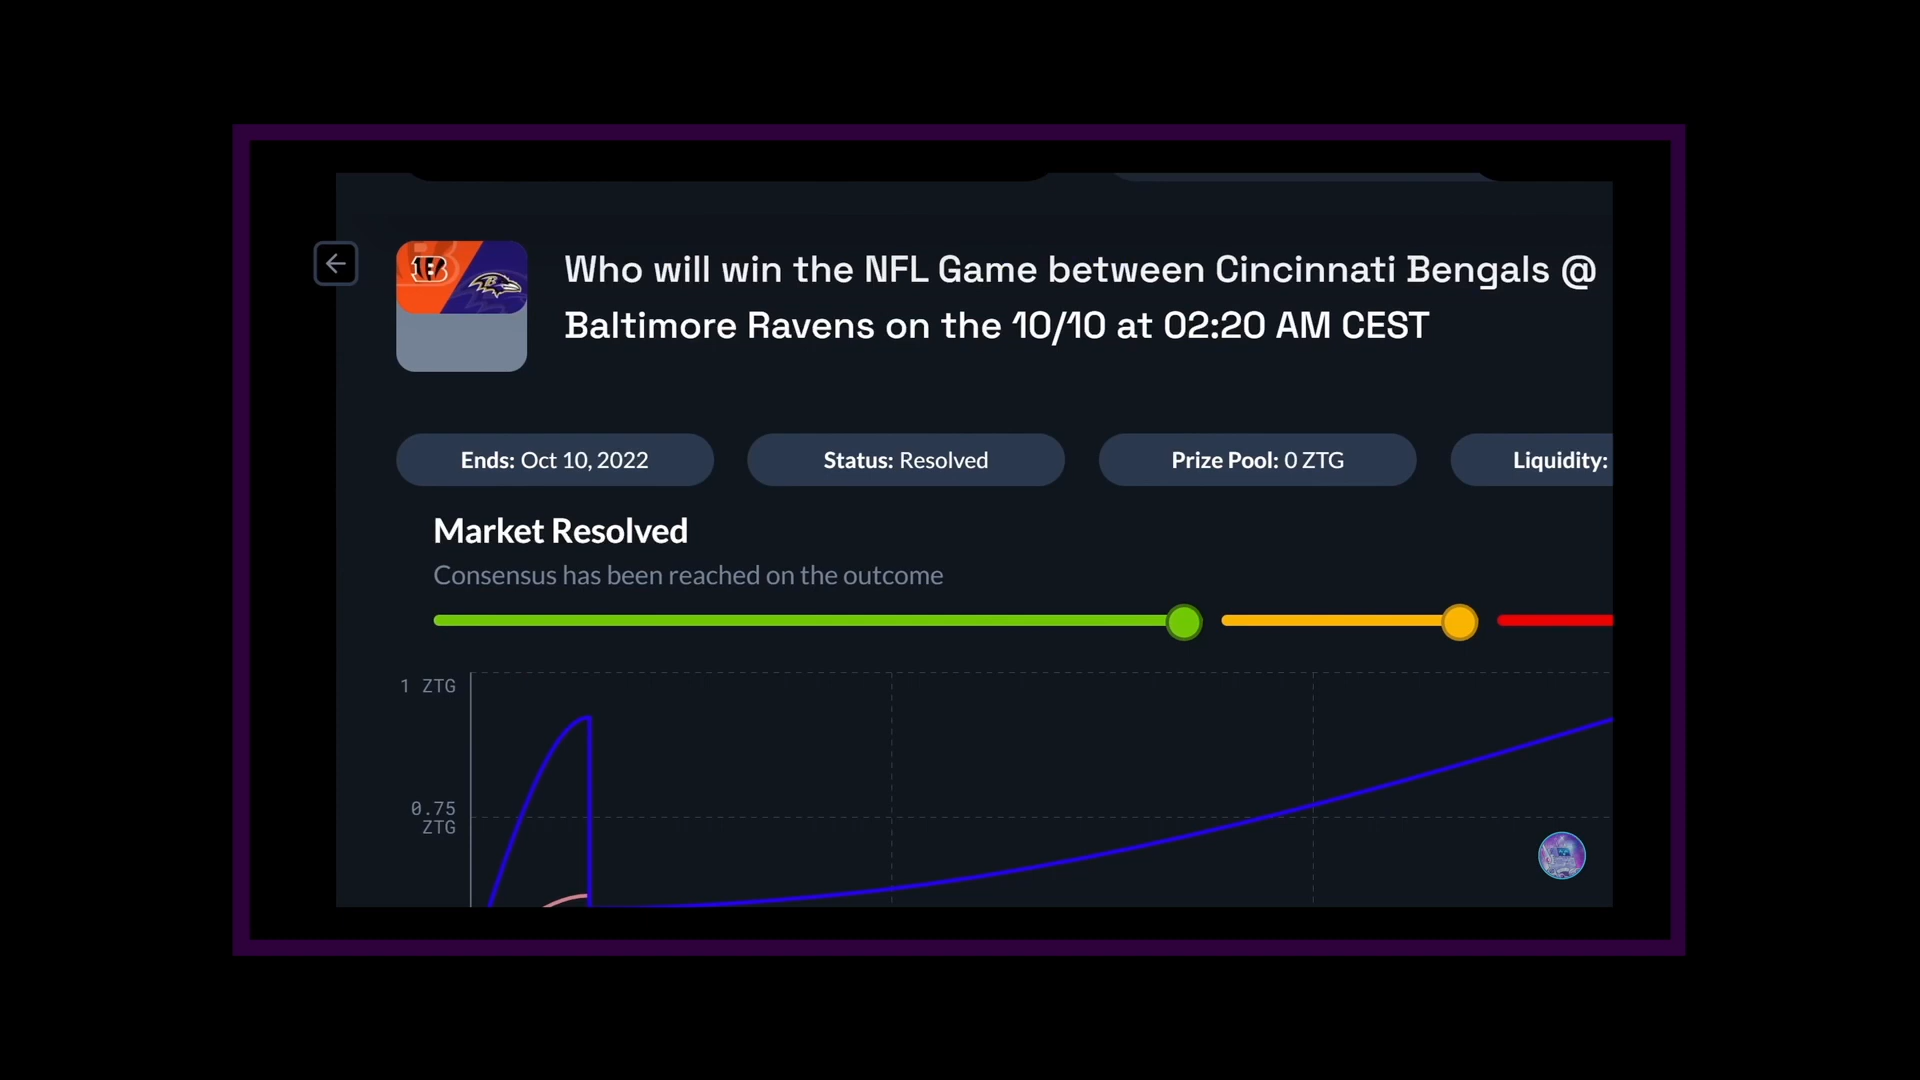 Who will win the NFL Game between Cincinnati Bengals @
Baltimore Ravens on the 10/10 at 02:20 AM CEST
Ends: Oct 10, 2022
Status: Resolved
Prize Pool: 0 ZTG
Liquidity:
Market Resolved
Consensus has been reached on the outcome
1 ZTG
0.75
ZTG